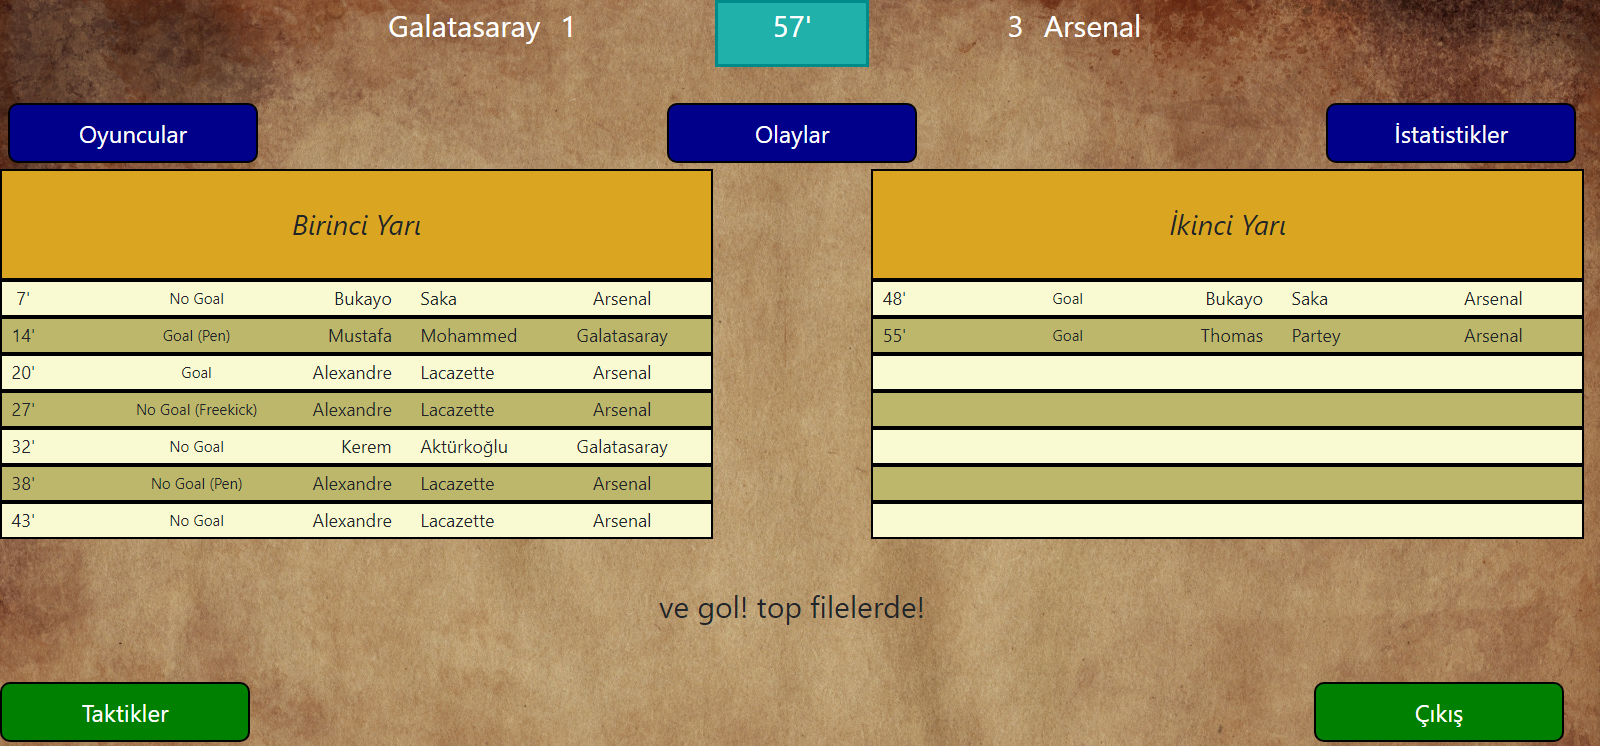 Galatasaray 1 57' 3 Arsenal
Oyuncular Olaylar İstatistikler
Birinci Yarı
7' No Goal Bukayo Saka Arsenal
14' Goal (Pen) Mustafa Mohammed Galatasaray
20' Goal Alexandre Lacazette Arsenal
27' No Goal (Freekick) Alexandre Lacazette Arsenal
32' No Goal Kerem Aktürkoğlu Galatasaray
38' No Goal (Pen) Alexandre Lacazette Arsenal
43' No Goal Alexandre Lacazette Arsenal
İkinci Yarı
48' Goal Bukayo Saka Arsenal
55' Goal Thomas Partey Arsenal
ve gol! top filelerde!
Taktikler Çıkış